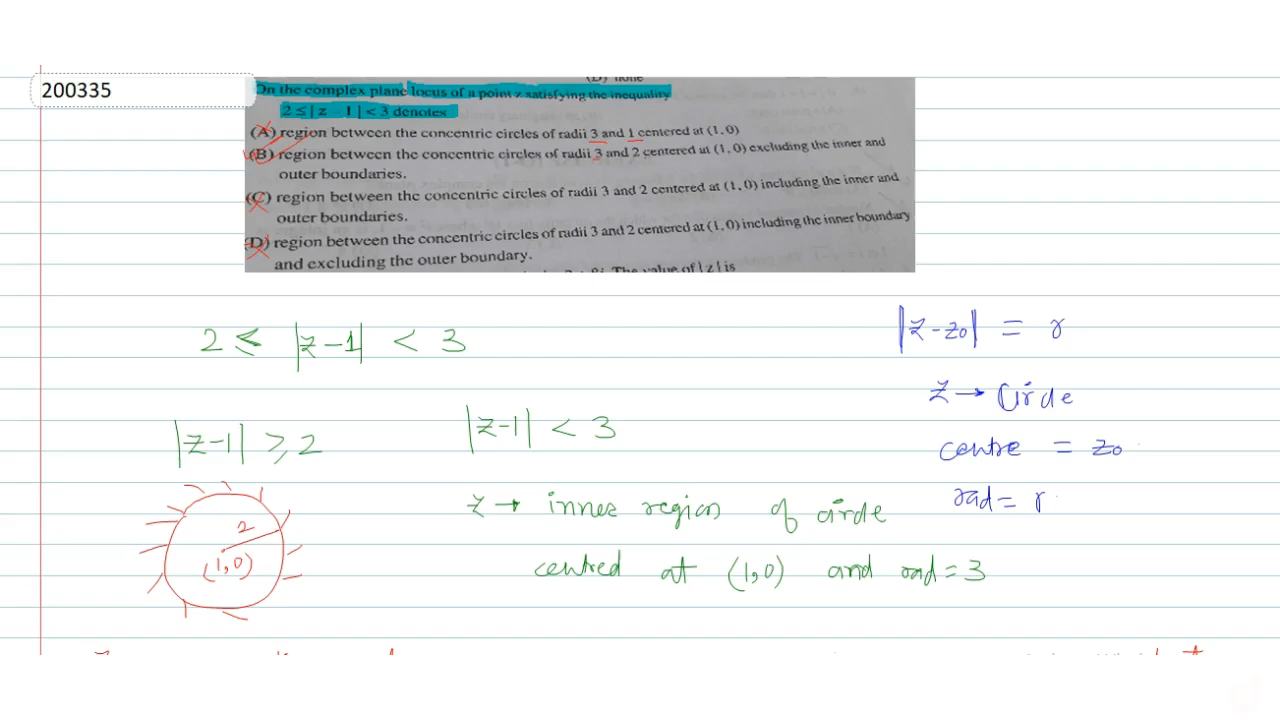 200335
(D) none
On the complex plane locus of a point z satisfying the inequality
2 ≤ | z − 1 | < 3 denotes
(A) region between the concentric circles of radii 3 and 1 centered at (1, 0)
(B) region between the concentric circles of radii 3 and 2 centered at (1, 0) excluding the inner and
outer boundaries.
(C) region between the concentric circles of radii 3 and 2 centered at (1, 0) including the inner and
outer boundaries.
(D) region between the concentric circles of radii 3 and 2 centered at (1, 0) including the inner boundary
and excluding the outer boundary.
The value of | z | is
2 ≤ |z-1| < 3
|z-z0| = r
z → Circle
|z-1| ≥ 2
|z-1| < 3
centre = z0
rad = r
z → inner region of circle
centred at (1,0) and rad = 3
2
(1,0)